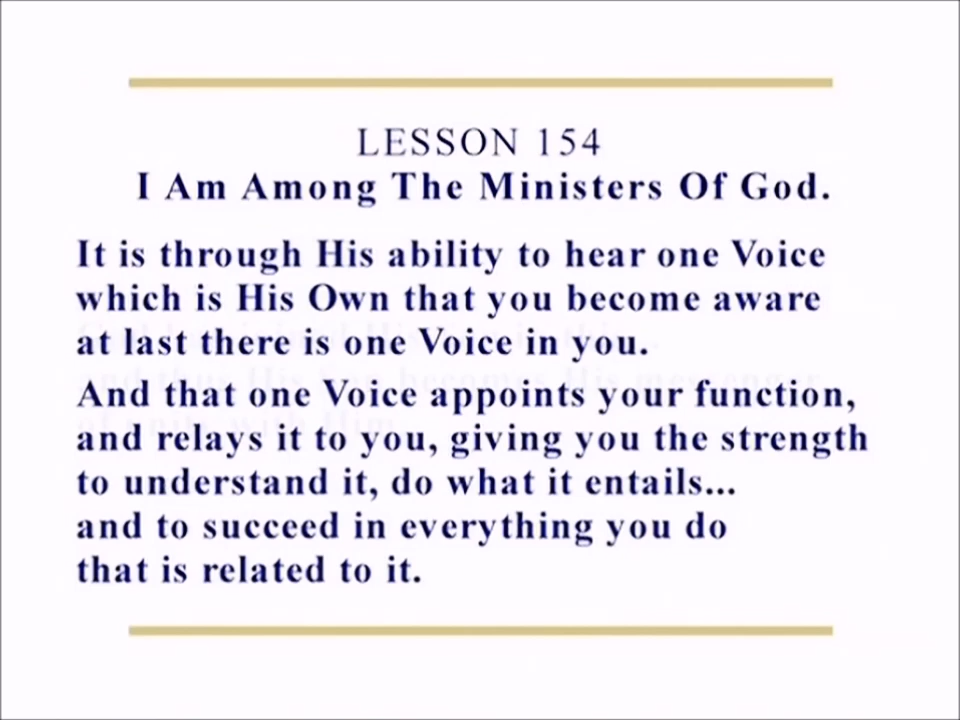 LESSON 154
I Am Among The Ministers Of God.
It is through His ability to hear one Voice
which is His Own that you become aware
at last there is one Voice in you.
And that one Voice appoints your function,
and relays it to you, giving you the strength
to understand it, do what it entails...
and to succeed in everything you do
that is related to it.